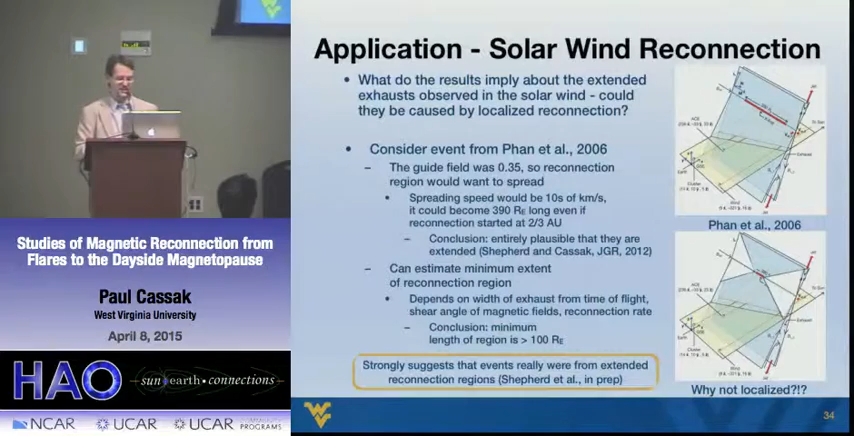 Application - Solar Wind Reconnection
• What do the results imply about the extended
exhausts observed in the solar wind - could
they be caused by localized reconnection?
• Consider event from Phan et al., 2006
– The guide field was 0.35, so reconnection
region would want to spread
• Spreading speed would be 10s of km/s,
it could become 390 RE long even if
reconnection started at 2/3 AU
– Conclusion: entirely plausible that they are
extended (Shepherd and Cassak, JGR, 2012)
– Can estimate minimum extent
of reconnection region
• Depends on width of exhaust from time of flight,
shear angle of magnetic fields, reconnection rate
– Conclusion: minimum
length of region is > 100 RE
Strongly suggests that events really were from extended
reconnection regions (Shepherd et al., in prep)
Phan et al., 2006
Why not localized?!?
34
Studies of Magnetic Reconnection from
Flares to the Dayside Magnetopause
Paul Cassak
West Virginia University
April 8, 2015
HAO
sun earth • connections
NCAR
UCAR
UCAR
PROGRAMS